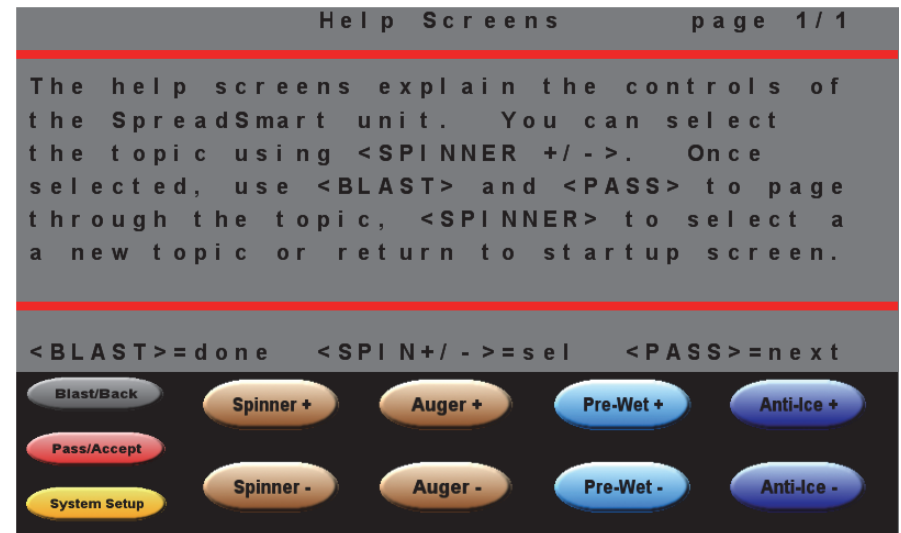 Help Screens page 1/1
The help screens explain the controls of
the SpreadSmart unit. You can select
the topic using <SPINNER +/->. Once
selected, use <BLAST> and <PASS> to page
through the topic, <SPINNER> to select a
a new topic or return to startup screen.
<BLAST>=done <SPIN+/->=sel <PASS>=next
Blast/Back
Spinner + Auger + Pre-Wet + Anti-Ice +
Pass/Accept
Spinner - Auger - Pre-Wet - Anti-Ice -
System Setup